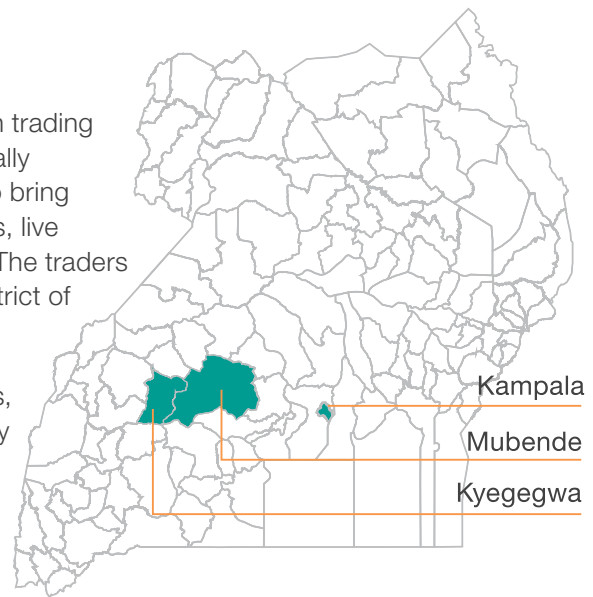 n trading
ally
o bring
s, live
The traders
trict of
s,
y
Kampala
Mubende
Kyegegwa